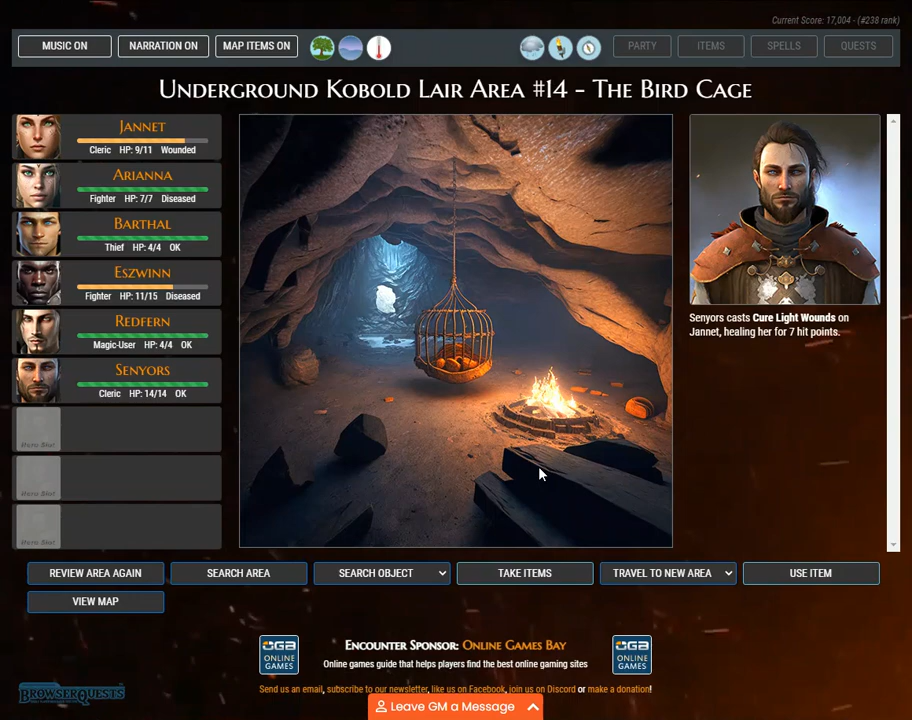 Current Score: 17,004 - (#238 rank)
MUSIC ON
NARRATION ON
MAP ITEMS ON
PARTY
ITEMS
SPELLS
QUESTS
Underground Kobold Lair Area #14 - The Bird Cage
Jannet
Cleric HP: 9/11 Wounded
Arianna
Fighter HP: 7/7 Diseased
Barthal
Thief HP: 4/4 OK
Eszwinn
Fighter HP: 11/15 Diseased
Redfern
Magic-User HP: 4/4 OK
Senyors
Cleric HP: 14/14 OK
Hero Slot
Hero Slot
Hero Slot
Senyors casts Cure Light Wounds on
Jannet, healing her for 7 hit points.
REVIEW AREA AGAIN
SEARCH AREA
SEARCH OBJECT
TAKE ITEMS
TRAVEL TO NEW AREA
USE ITEM
VIEW MAP
OGB
ONLINE
GAMES
Encounter Sponsor: Online Games Bay
Online games guide that helps players find the best online gaming sites
OGB
ONLINE
GAMES
Send us an email, subscribe to our newsletter, like us on Facebook, join us on Discord or make a donation!
BrowserQuests
Leave GM a Message